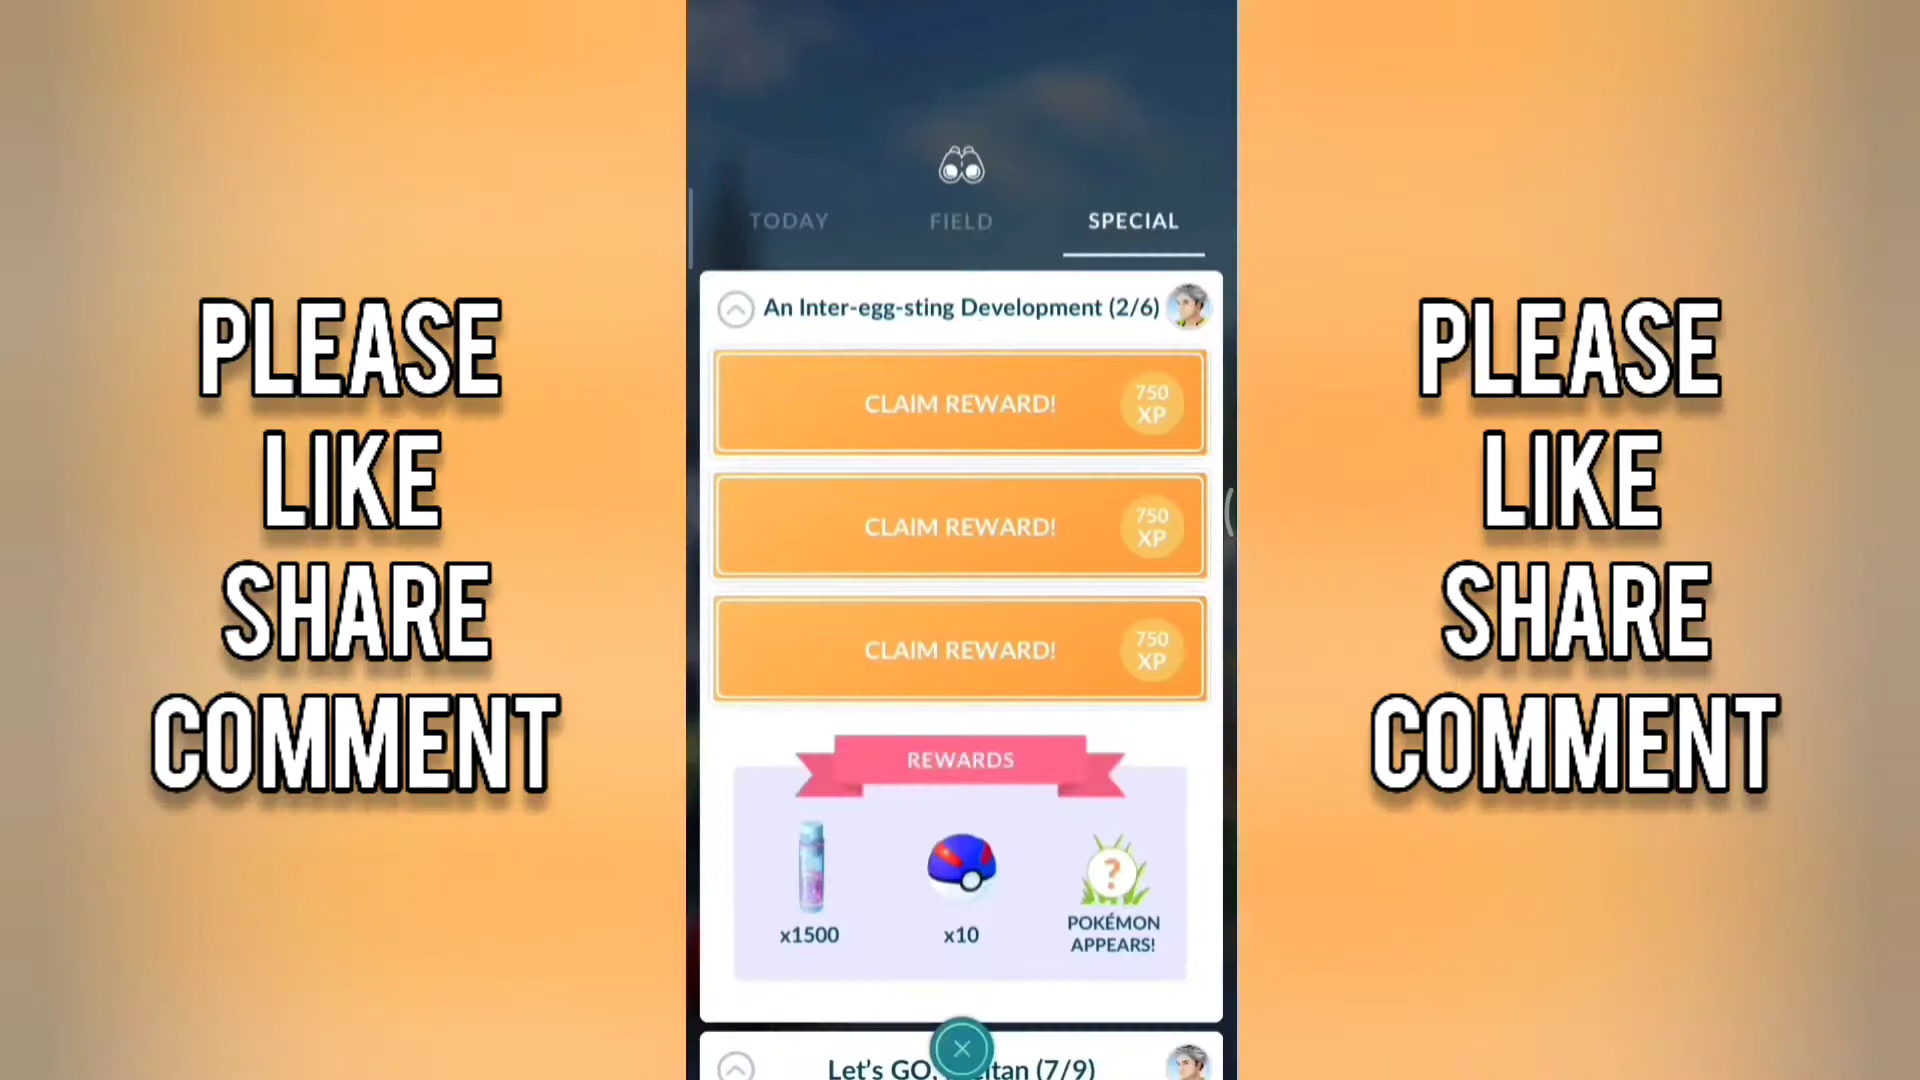 PLEASE
LIKE
SHARE
COMMENT
TODAY FIELD SPECIAL
An Inter-egg-sting Development (2/6)
CLAIM REWARD! 750 XP
CLAIM REWARD! 750 XP
CLAIM REWARD! 750 XP
REWARDS
x1500 x10 POKÉMON APPEARS!
?
Let's GO, (7/9)
PLEASE
LIKE
SHARE
COMMENT